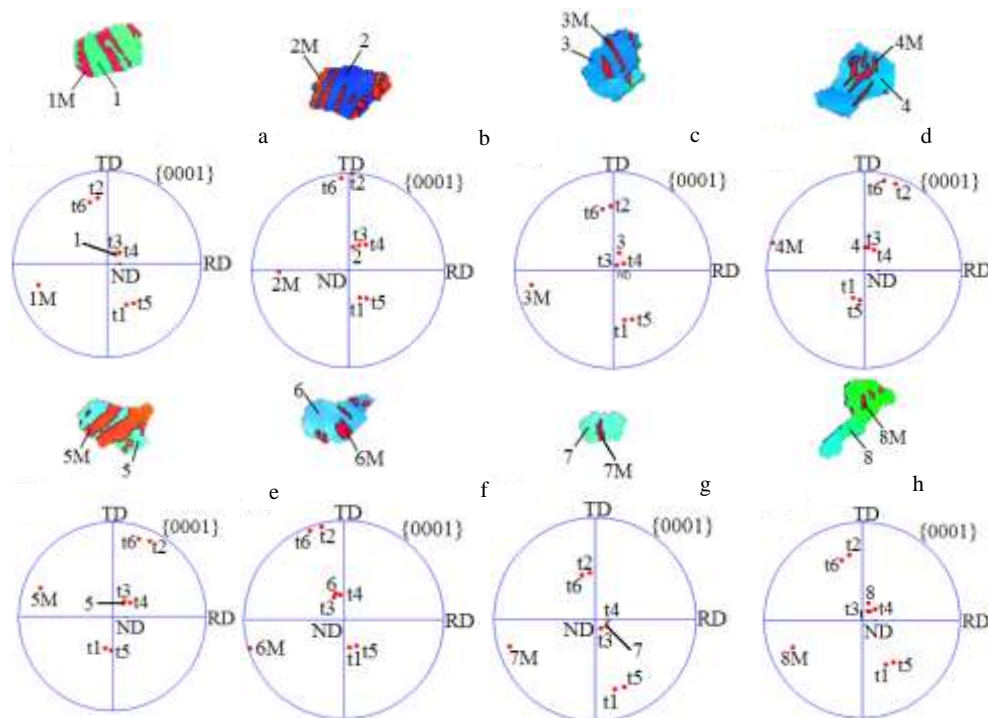 1M 1
2M 2
3M
3
4M
4
a b c d
TD {0001}
t2
t6
1 t3 t4
ND RD
1M
t1 t5
TD {0001}
t6 t2
t3 t4
2
2M ND RD
t1 t5
TD {0001}
t6 t2
3
t3 t4
ND RD
3M
t1 t5
TD {0001}
t6 t2
4M 4 t3
t4
ND RD
t1
t5
5M 5
6
6M
7 7M
8M
8
e f g h
TD {0001}
t6 t2
5M t3
5 t4
ND RD
t1 t5
TD {0001}
t6 t2
6
t3 t4
ND RD
6M
t1 t5
TD {0001}
t2
t6
t4
ND t3 RD
7M 7
t5
t1
TD {0001}
t2
t6
8
t3 t4
ND RD
8M
t1 t5